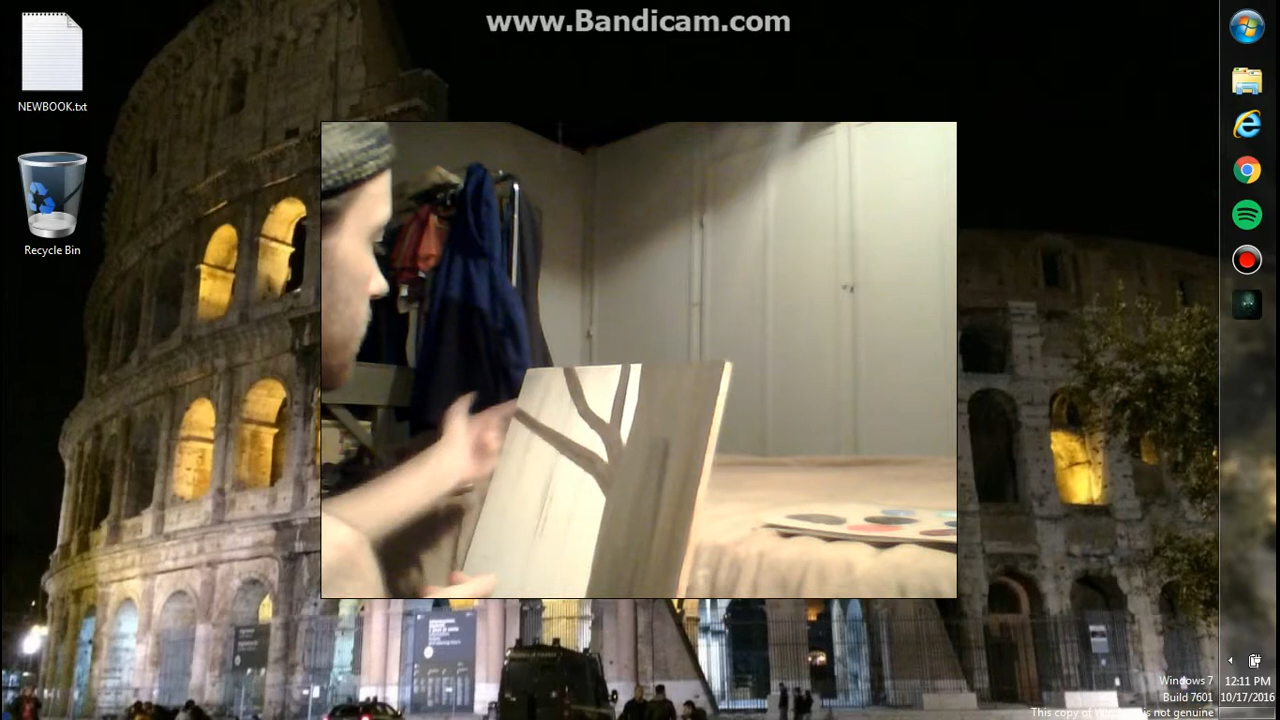 www.Bandicam.com
NEWBOOK.txt
Recycle Bin
Windows 7
Build 7601
This copy of Windows is not genuine
12:11 PM
10/17/2016